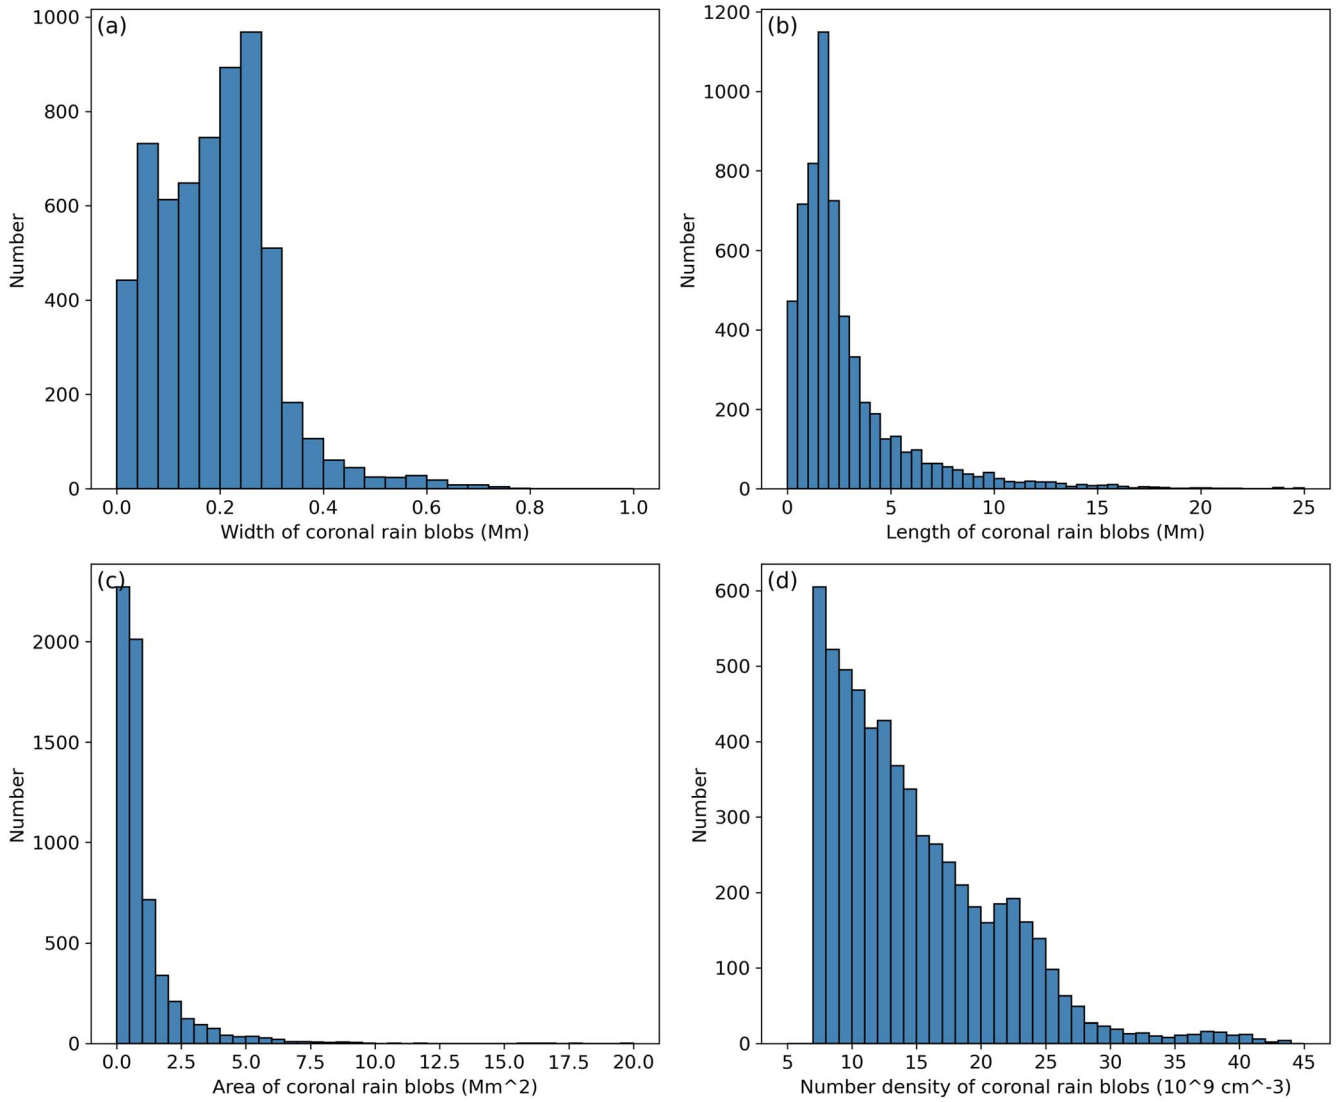 (a)
1000
800
600
400
200
0
Number
0.0 0.2 0.4 0.6 0.8 1.0
Width of coronal rain blobs (Mm)
(b)
1200
1000
800
600
400
200
0
Number
0 5 10 15 20 25
Length of coronal rain blobs (Mm)
(c)
2000
1500
1000
500
0
Number
0.0 2.5 5.0 7.5 10.0 12.5 15.0 17.5 20.0
Area of coronal rain blobs (Mm^2)
(d)
600
500
400
300
200
100
0
Number
5 10 15 20 25 30 35 40 45
Number density of coronal rain blobs (10^9 cm^-3)